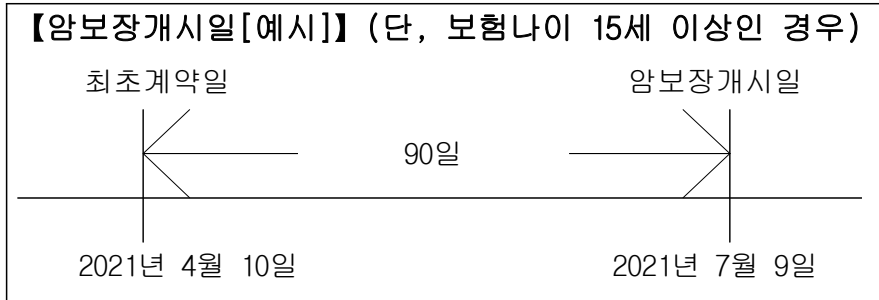 【암보장개시일[예시]】(단, 보험나이 15세 이상인 경우)
최초계약일 암보장개시일
90일
2021년 4월 10일 2021년 7월 9일